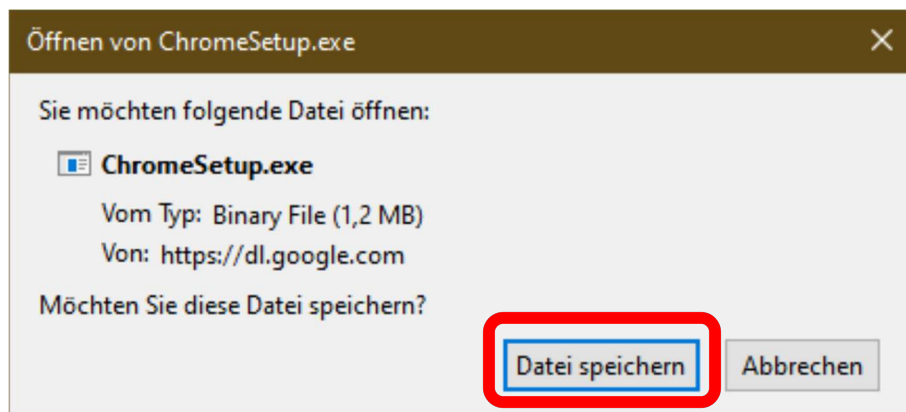 Öffnen von ChromeSetup.exe
Sie möchten folgende Datei öffnen:
ChromeSetup.exe
Vom Typ: Binary File (1,2 MB)
Von: https://dl.google.com
Möchten Sie diese Datei speichern?
Datei speichern Abbrechen